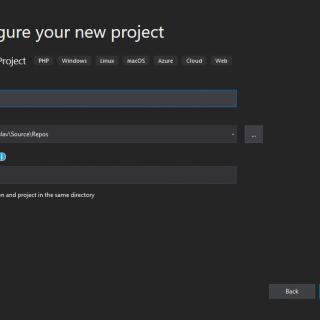 gure your new project
Project PHP Windows Linux macOS Azure Cloud Web
slav\Source\Repos ...
i
n and project in the same directory
Back